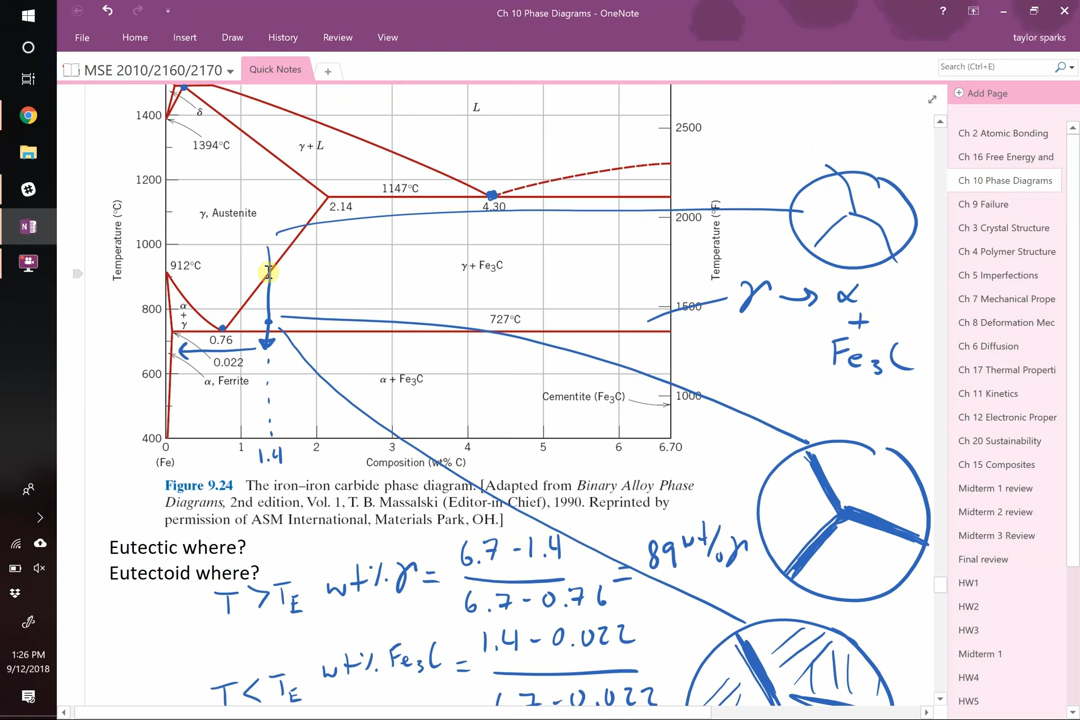 Ch 10 Phase Diagrams - OneNote
?
File Home Insert Draw History Review View
taylor sparks
MSE 2010/2160/2170
Quick Notes
+
Search (Ctrl+E)
Add Page
Ch 2 Atomic Bonding
Ch 16 Free Energy and
Ch 10 Phase Diagrams
Ch 9 Failure
Ch 3 Crystal Structure
Ch 4 Polymer Structure
Ch 5 Imperfections
Ch 7 Mechanical Prope
Ch 8 Deformation Mec
Ch 6 Diffusion
Ch 17 Thermal Properti
Ch 11 Kinetics
Ch 12 Electronic Proper
Ch 20 Sustainability
Ch 15 Composites
Midterm 1 review
Midterm 2 review
Midterm 3 Review
Final review
HW1
HW2
HW3
Midterm 1
HW4
HW5
1400
1200
1000
800
600
400
Temperature (°C)
δ
1394°C
γ + L
L
2500
1147°C
2.14
4.30
2000
γ, Austenite
Temperature (°F)
912°C
γ + Fe3C
α
+
γ
1500
727°C
0.76
0.022
α, Ferrite
α + Fe3C
Cementite (Fe3C)
1000
0 1 2 3 4 5 6 6.70
(Fe)
Composition (wt% C)
1.4
γ → α
+
Fe3C
Figure 9.24 The iron–iron carbide phase diagram. [Adapted from Binary Alloy Phase
Diagrams, 2nd edition, Vol. 1, T. B. Massalski (Editor-in-Chief), 1990. Reprinted by
permission of ASM International, Materials Park, OH.]
Eutectic where?
Eutectoid where?
T > TE wt% γ = 6.7 - 1.4
6.7 - 0.76
= 89 wt% γ
T < TE wt% Fe3C = 1.4 - 0.022
6.7 - 0.022
1:26 PM
9/12/2018